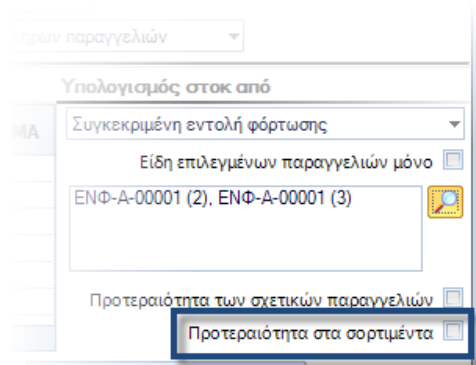 παραγγελιών
Υπολογισμός στοκ από
ΜΑ
Συγκεκριμένη εντολή φόρτωσης
Είδη επιλεγμένων παραγγελιών μόνο
ΕΝΦ-Α-00001 (2), ΕΝΦ-Α-00001 (3)
Προτεραιότητα των σχετικών παραγγελιών
Προτεραιότητα στα σορτιμέντα